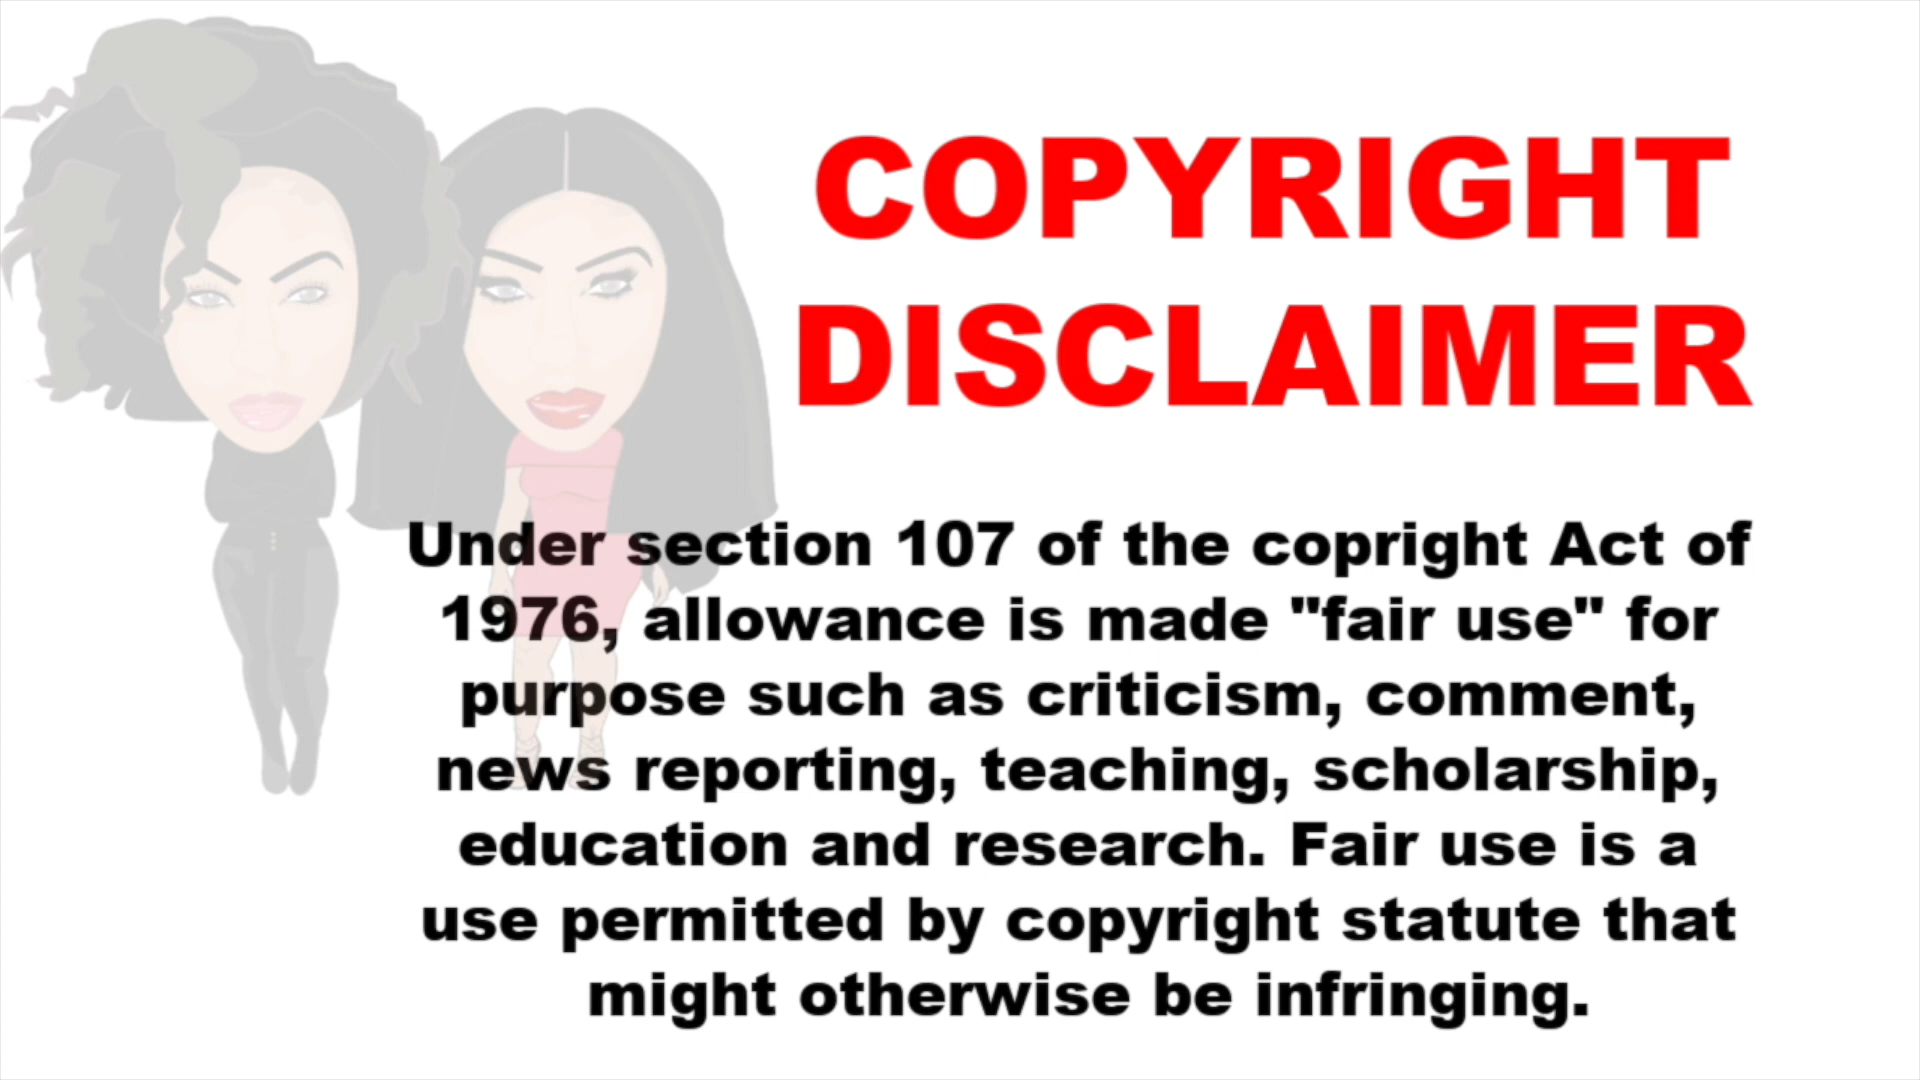 COPYRIGHT
DISCLAIMER
Under section 107 of the copright Act of
1976, allowance is made "fair use" for
purpose such as criticism, comment,
news reporting, teaching, scholarship,
education and research. Fair use is a
use permitted by copyright statute that
might otherwise be infringing.